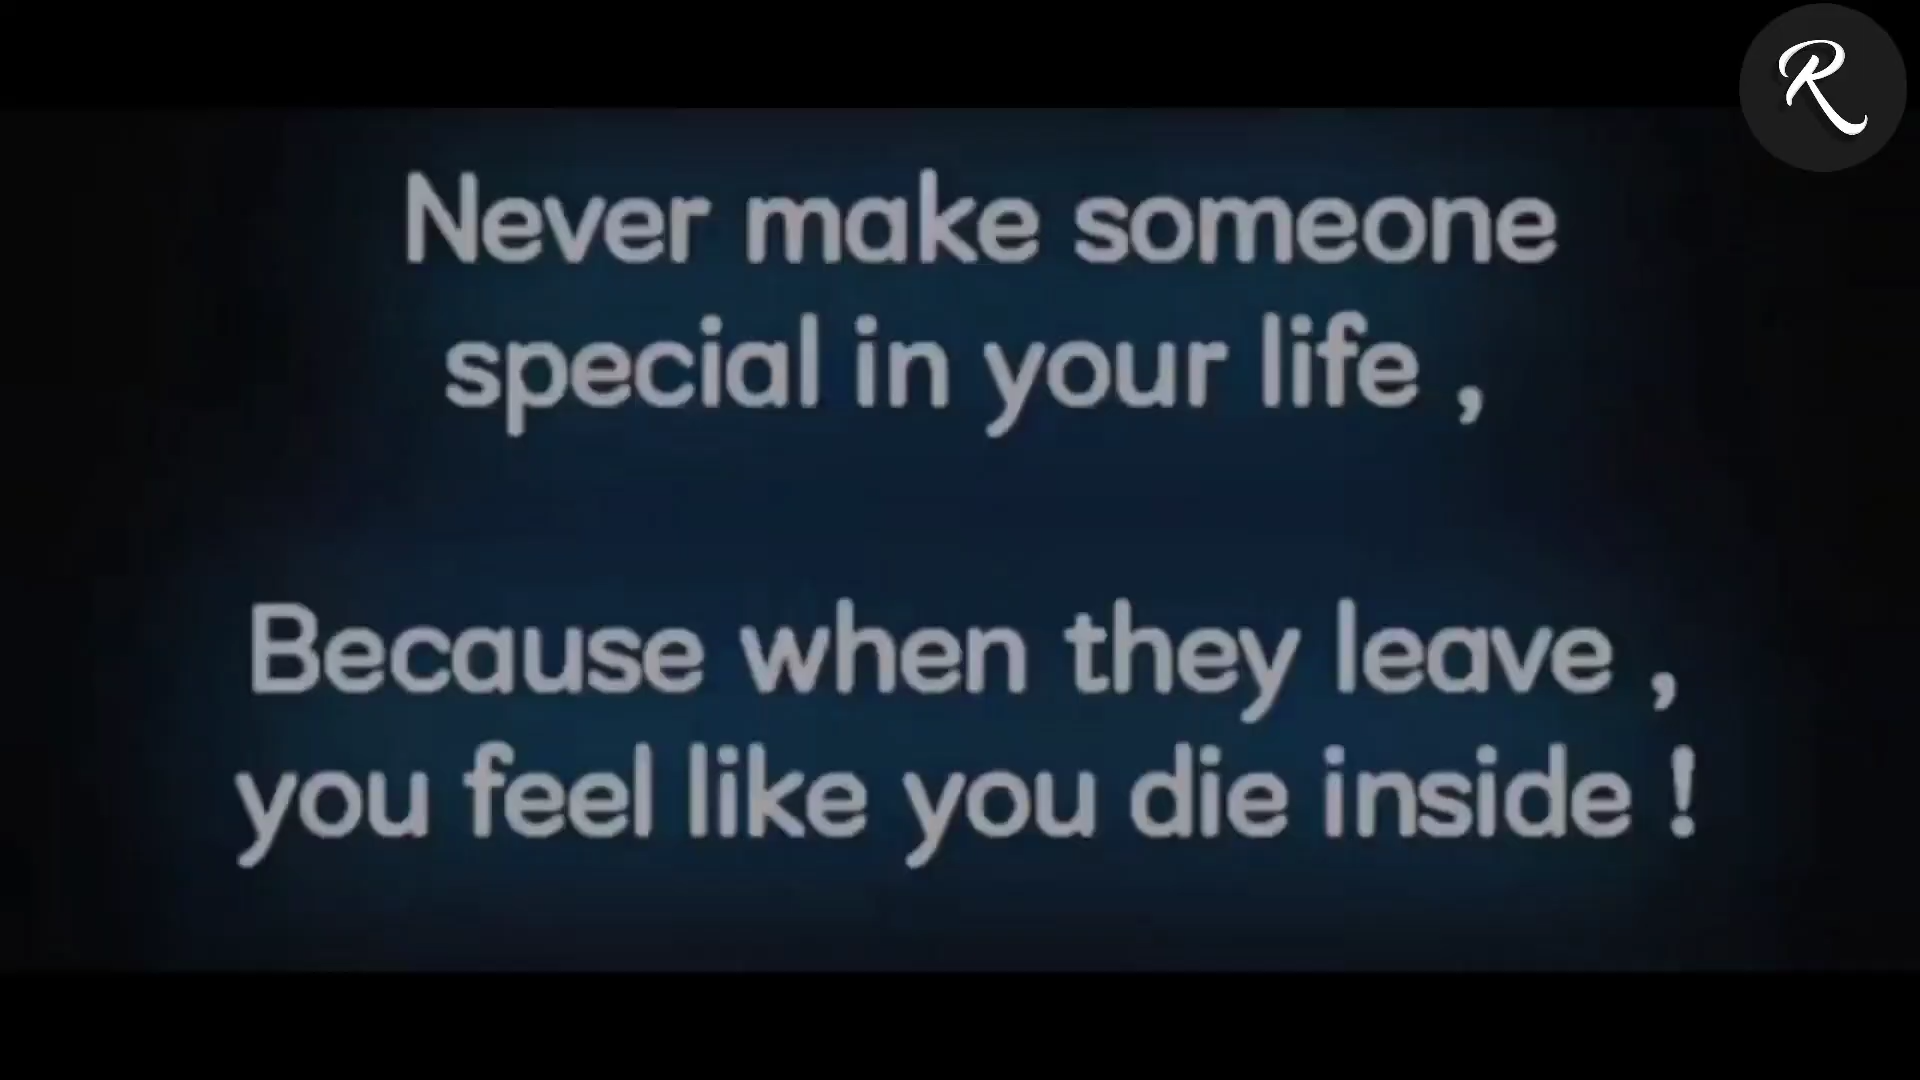 R
Never make someone
special in your life ,
Because when they leave ,
you feel like you die inside !